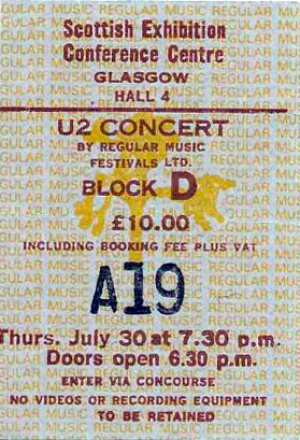 Scottish Exhibition
Conference Centre
GLASGOW
HALL 4
U2 CONCERT
BY REGULAR MUSIC
FESTIVALS LTD.
BLOCK D
£10.00
INCLUDING BOOKING FEE PLUS VAT
A19
Thurs. July 30 at 7.30 p.m.
Doors open 6.30 p.m.
ENTER VIA CONCOURSE
NO VIDEOS OR RECORDING EQUIPMENT
TO BE RETAINED